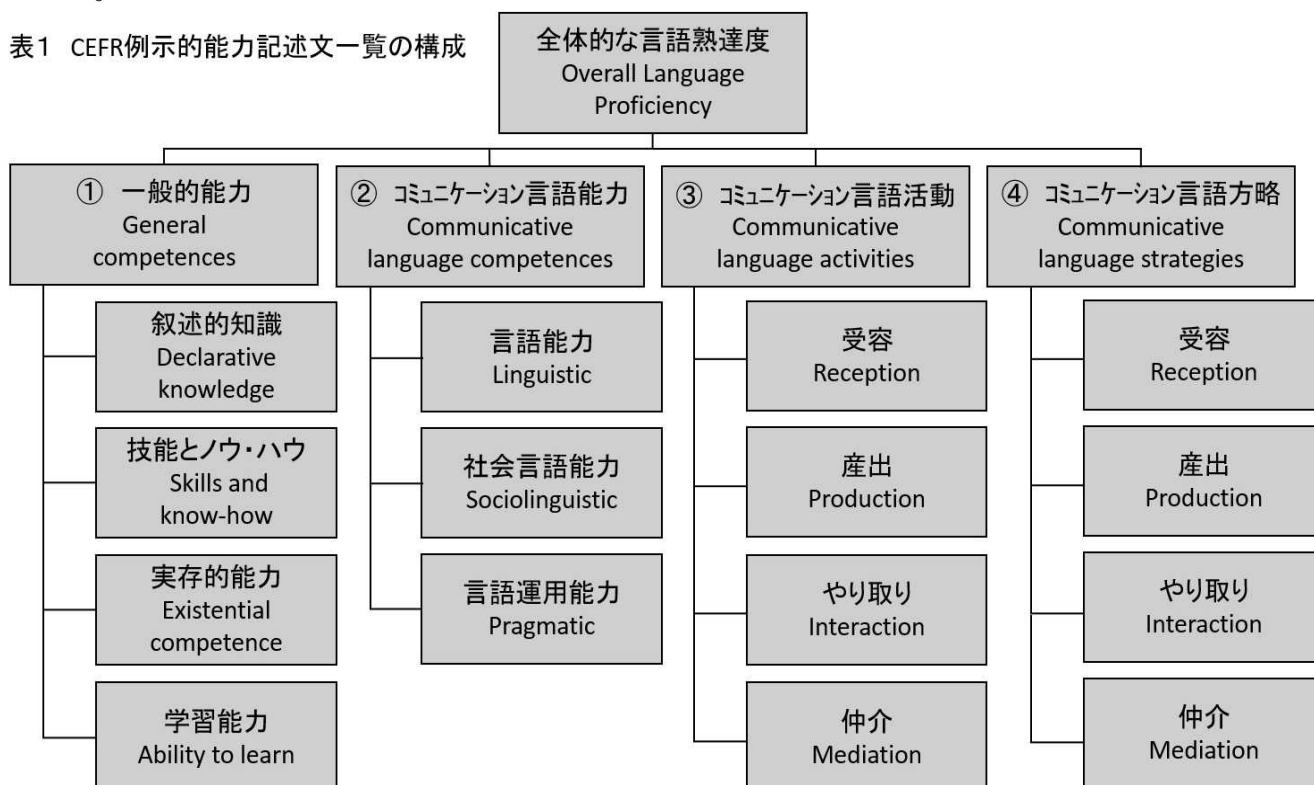 表1 CEFR例示的能力記述文一覧の構成
全体的な言語熟達度
Overall Language
Proficiency
① 一般的能力
General
competences
叙述的知識
Declarative
knowledge
技能とノウ・ハウ
Skills and
know-how
実存的能力
Existential
competence
学習能力
Ability to learn
② コミュニケーション言語能力
Communicative
language competences
言語能力
Linguistic
社会言語能力
Sociolinguistic
言語運用能力
Pragmatic
③ コミュニケーション言語活動
Communicative
language activities
受容
Reception
産出
Production
やり取り
Interaction
仲介
Mediation
④ コミュニケーション言語方略
Communicative
language strategies
受容
Reception
産出
Production
やり取り
Interaction
仲介
Mediation